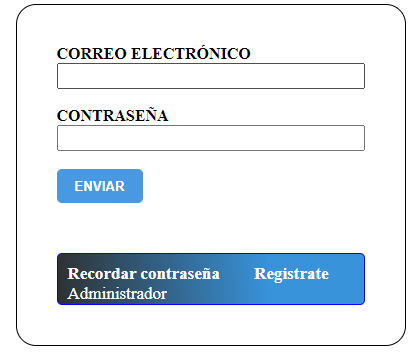 CORREO ELECTRÓNICO
CONTRASEÑA
ENVIAR
Recordar contraseña Registrate
Administrador